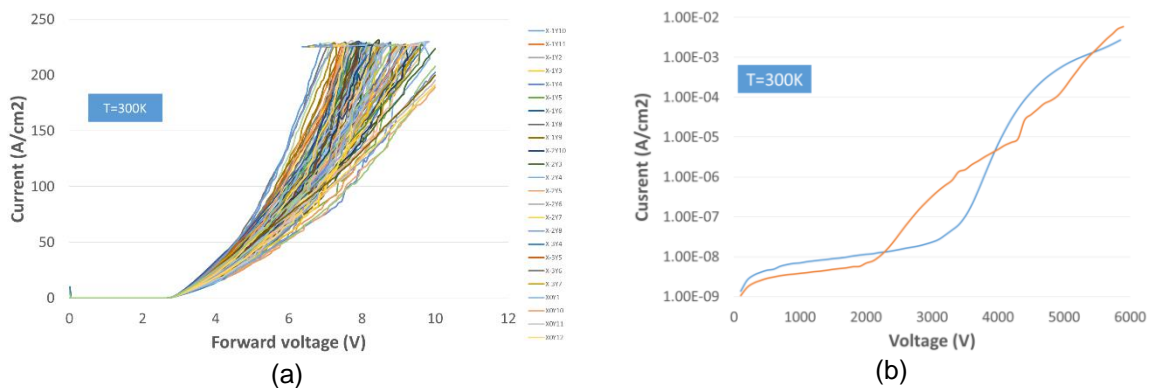 250
200
150
100
50
0
Current (A/cm2)
T=300K
0 2 4 6 8 10 12
Forward voltage (V)
X-1Y10
X-1Y11
X-1Y2
X-1Y3
X-1Y4
X-1Y5
X-1Y6
X-1Y8
X-1Y9
X-2Y10
X-2Y3
X-2Y4
X-2Y5
X-2Y6
X-2Y7
X-2Y8
X-3Y4
X-3Y5
X-3Y6
X-3Y7
X0Y1
X0Y10
X0Y11
X0Y12
(a)
1.00E-02
1.00E-03
1.00E-04
1.00E-05
1.00E-06
1.00E-07
1.00E-08
1.00E-09
Cusrent (A/cm2)
T=300K
0 1000 2000 3000 4000 5000 6000
Voltage (V)
(b)